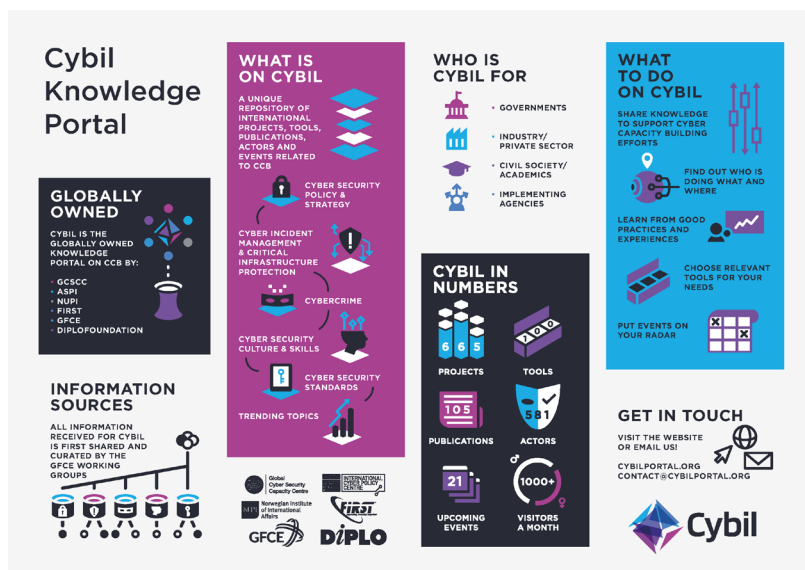 Cybil
Knowledge
Portal
GLOBALLY
OWNED
CYBIL IS THE
GLOBALLY OWNED
KNOWLEDGE
PORTAL ON CCB BY:
• GCSCC
• ASPI
• NUPI
• FIRST
• GFCE
• DIPLOFOUNDATION
INFORMATION
SOURCES
ALL INFORMATION
RECEIVED FOR CYBIL
IS FIRST SHARED AND
CURATED BY THE
GFCE WORKING
GROUPS
WHAT IS
ON CYBIL
A UNIQUE
REPOSITORY OF
INTERNATIONAL
PROJECTS, TOOLS,
PUBLICATIONS,
ACTORS AND
EVENTS RELATED
TO CCB
CYBER SECURITY
POLICY &
STRATEGY
CYBER INCIDENT
MANAGEMENT
& CRITICAL
INFRASTRUCTURE
PROTECTION
CYBERCRIME
CYBER SECURITY
CULTURE & SKILLS
CYBER SECURITY
STANDARDS
TRENDING TOPICS
Global
Cyber Security
Capacity Centre
INTERNATIONAL
CYBER POLICY
CENTRE
NUPI
Norwegian Institute
of International
Affairs
FIRST
GFCE
DiPLO
WHO IS
CYBIL FOR
• GOVERNMENTS
• INDUSTRY/
PRIVATE SECTOR
• CIVIL SOCIETY/
ACADEMICS
• IMPLEMENTING
AGENCIES
CYBIL IN
NUMBERS
665
PROJECTS
100
TOOLS
105
PUBLICATIONS
581
ACTORS
21
UPCOMING
EVENTS
1000+
VISITORS
A MONTH
WHAT
TO DO
ON CYBIL
SHARE KNOWLEDGE
TO SUPPORT CYBER
CAPACITY BUILDING
EFFORTS
FIND OUT WHO IS
DOING WHAT AND
WHERE
LEARN FROM GOOD
PRACTICES AND
EXPERIENCES
CHOOSE RELEVANT
TOOLS FOR YOUR
NEEDS
PUT EVENTS ON
YOUR RADAR
GET IN TOUCH
VISIT THE WEBSITE
OR EMAIL US!
CYBILPORTAL.ORG
CONTACT@CYBILPORTAL.ORG
Cybil